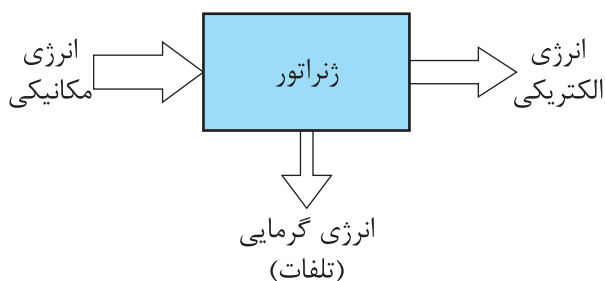 انرژی
مکانیکی
ژنراتور
انرژی
الکتریکی
انرژی گرمایی
(تلفات)